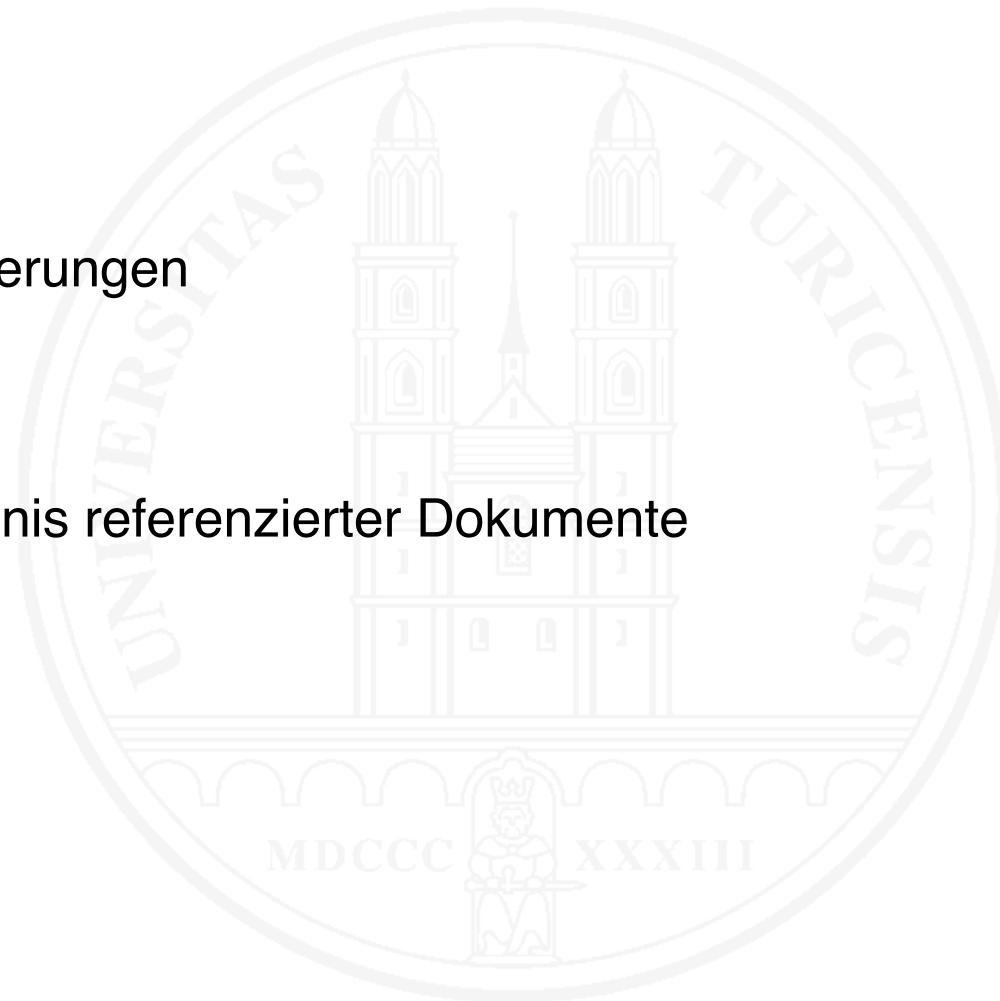 erungen
nis referenzierter Dokumente
UNIVERSITAS
TURICENSIS
MDCCC XXXIII